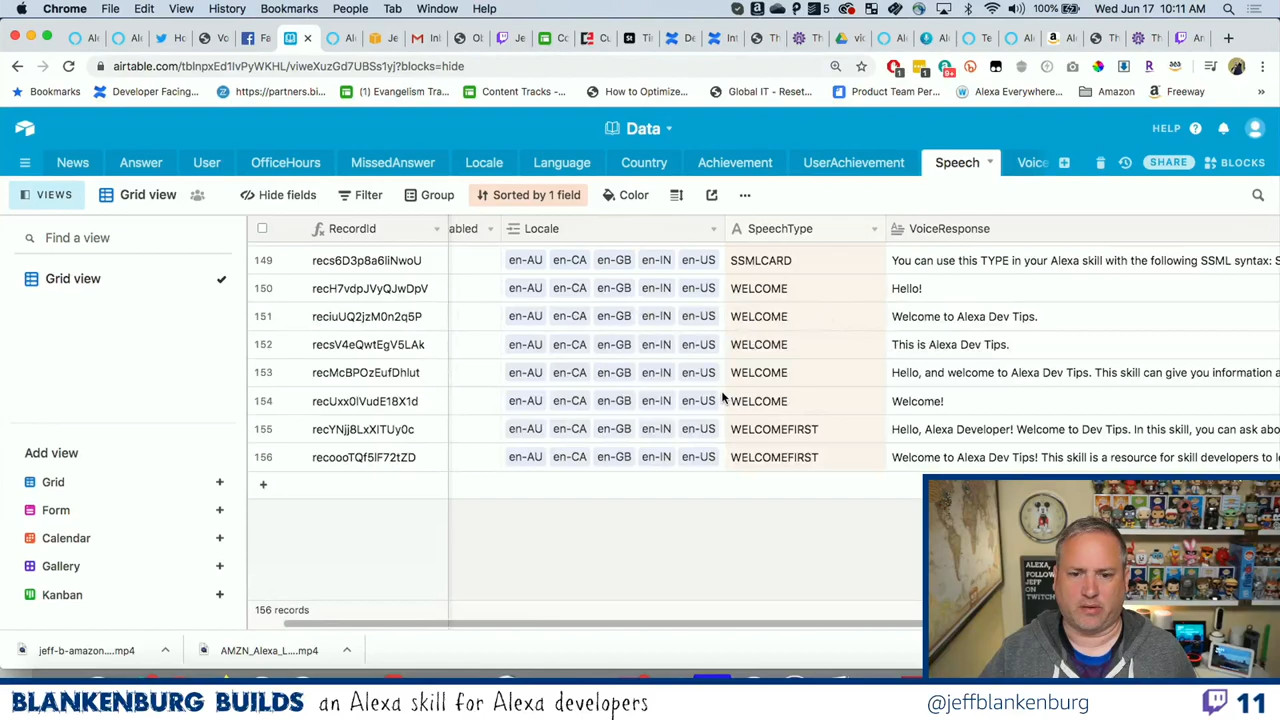 Chrome File Edit View History Bookmarks People Tab Window Help 5 100% Wed Jun 17 10:11 AM
airtable.com/tblnpxEd1lvPyWKHL/viweXuzGd7UBSs1yj?blocks=hide
Bookmarks Developer Facing... https://partners.bi... (1) Evangelism Tra... Content Tracks -... How to Optimize... Global IT - Reset... Product Team Per... Alexa Everywhere... Amazon Freeway »
Data HELP
News Answer User OfficeHours MissedAnswer Locale Language Country Achievement UserAchievement Speech Voice SHARE BLOCKS
VIEWS Grid view Hide fields Filter Group Sorted by 1 field Color
Find a view
Grid view
RecordId abled Locale SpeechType VoiceResponse
149 recs6D3p8a6liNwoU en-AU en-CA en-GB en-IN en-US SSMLCARD You can use this TYPE in your Alexa skill with the following SSML syntax: S
150 recH7vdpJVyQJwDpV en-AU en-CA en-GB en-IN en-US WELCOME Hello!
151 reciuUQ2jzM0n2q5P en-AU en-CA en-GB en-IN en-US WELCOME Welcome to Alexa Dev Tips.
152 recsV4eQwtEgV5LAk en-AU en-CA en-GB en-IN en-US WELCOME This is Alexa Dev Tips.
153 recMcBPOzEufDhlut en-AU en-CA en-GB en-IN en-US WELCOME Hello, and welcome to Alexa Dev Tips. This skill can give you information a
154 recUxx0lVudE18X1d en-AU en-CA en-GB en-IN en-US WELCOME Welcome!
155 recYNjj8LxXlTUy0c en-AU en-CA en-GB en-IN en-US WELCOMEFIRST Hello, Alexa Developer! Welcome to Dev Tips. In this skill, you can ask abo
156 recoooTQf5lF72tZD en-AU en-CA en-GB en-IN en-US WELCOMEFIRST Welcome to Alexa Dev Tips! This skill is a resource for skill developers to le
Add view
Grid +
Form +
Calendar +
Gallery +
Kanban +
156 records
jeff-b-amazon....mp4 AMZN_Alexa_L....mp4
ALEXA,
FOLLOW
JEFF
ON
TWITCH
BLANKENBURG BUILDS an Alexa skill for Alexa developers @jeffblankenburg 11